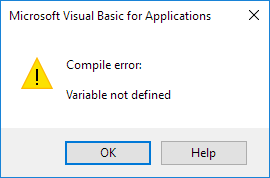 Microsoft Visual Basic for Applications
Compile error:
Variable not defined
OK
Help